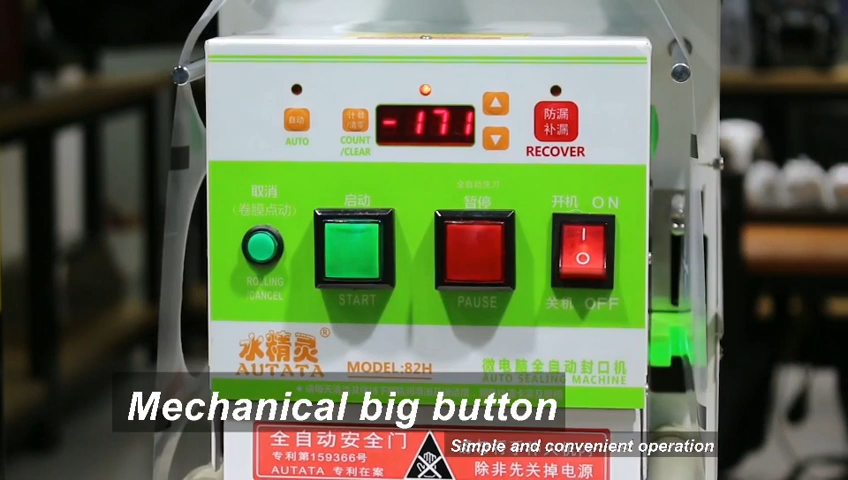 自动
AUTO
计数
/清零
COUNT
/CLEAR
-171
防漏
补漏
RECOVER
取消
(卷膜点动)
ROLLING
/CANCEL
启动
START
暂停
PAUSE
开机 ON
关机 OFF
水精灵®
AUTATA
MODEL:82H
微电脑全自动封口机
AUTO SEALING MACHINE
Mechanical big button
全自动安全门
专利第159366号
AUTATA 专利在案
Simple and convenient operation
除非先关掉电源